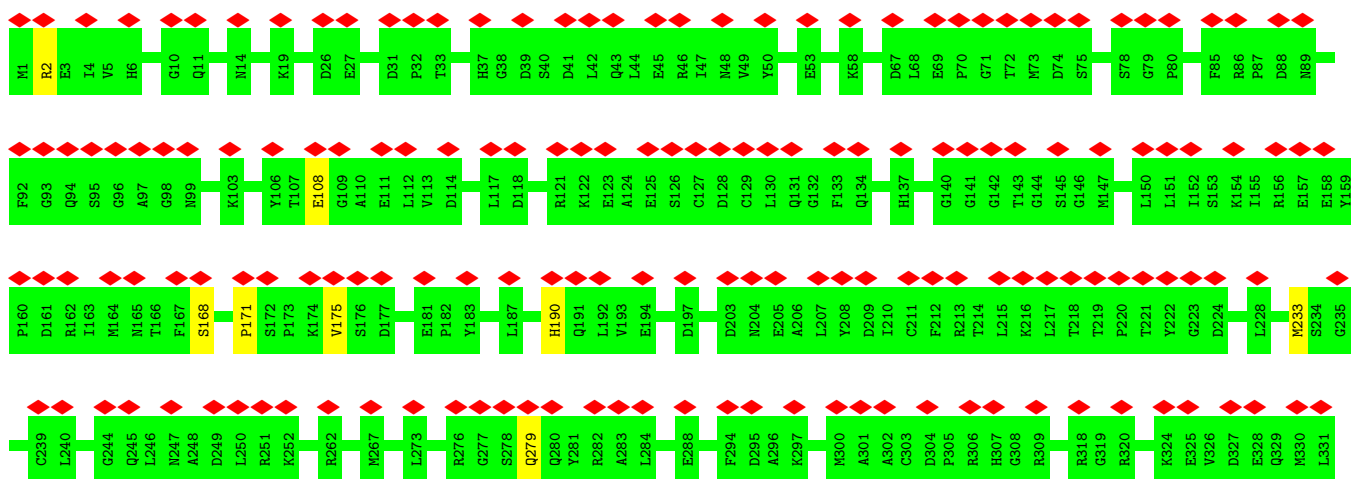 M1 R2 E3 I4 V5 H6 G10 Q11 N14 K19 D26 E27 D31 P32 T33 H37 G38 D39 S40 D41 L42 Q43 L44 E45 R46 I47 N48 V49 Y50 E53 K58 D67 L68 E69 P70 G71 T72 M73 D74 S75 S78 G79 P80 F85 R86 P87 D88 N89
F92 G93 Q94 S95 G96 A97 G98 N99 K103 Y106 T107 E108 G109 A110 E111 L112 V113 D114 L117 D118 R121 K122 E123 A124 E125 S126 C127 D128 C129 L130 Q131 G132 F133 Q134 H137 G140 G141 G142 T143 G144 S145 G146 M147 L150 L151 I152 S153 K154 I155 R156 E157 E158 Y159
P160 D161 R162 I163 M164 N165 T166 F167 S168 P171 S172 P173 K174 V175 S176 D177 E181 P182 Y183 L187 H190 Q191 L192 V193 E194 D197 D203 N204 E205 A206 L207 Y208 D209 I210 C211 F212 R213 T214 L215 K216 L217 T218 T219 P220 T221 Y222 G223 D224 L228 M233 S234 G235
C239 L240 G244 Q245 L246 N247 A248 D249 L250 R251 K252 R262 M267 L273 R276 G277 S278 Q279 Q280 Y281 R282 A283 L284 E288 F294 D295 A296 K297 M300 A301 A302 C303 D304 P305 R306 H307 G308 R309 R318 G319 R320 K324 E325 V326 D327 E328 Q329 M330 L331